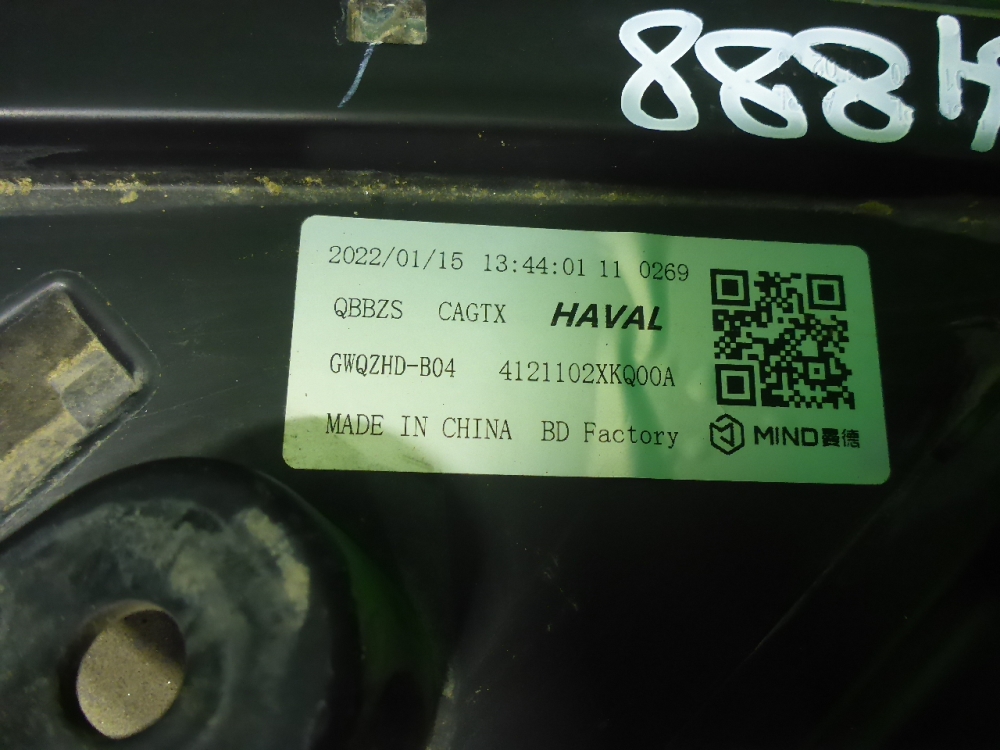 888H
2022/01/15 13:44:01 11 0269
QBBZS CAGTX HAVAL
GWQZHD-B04 4121102XKQ00A
MADE IN CHINA BD Factory MIND曼德